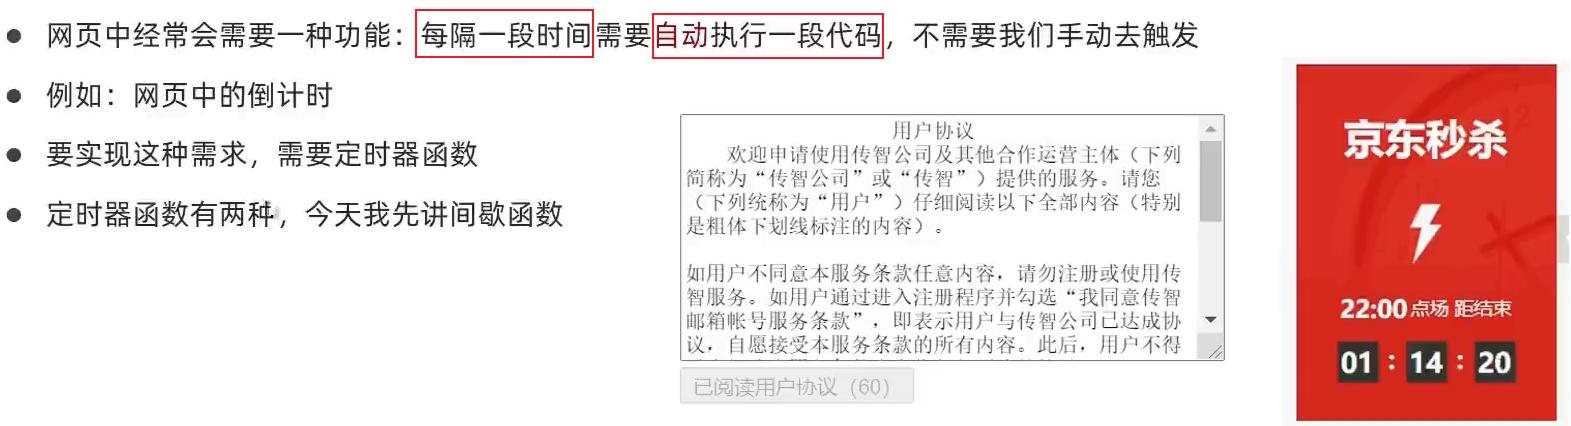 网页中经常会需要一种功能：每隔一段时间需要自动执行一段代码，不需要我们手动去触发
例如：网页中的倒计时
要实现这种需求，需要定时器函数
定时器函数有两种，今天我先讲间歇函数
用户协议
欢迎申请使用传智公司及其他合作运营主体（下列
简称为“传智公司”或“传智”）提供的服务。请您
（下列统称为“用户”）仔细阅读以下全部内容（特别
是粗体下划线标注的内容）。
如用户不同意本服务条款任意内容，请勿注册或使用传
智服务。如用户通过进入注册程序并勾选“我同意传智
邮箱帐号服务条款”，即表示用户与传智公司已达成协
议，自愿接受本服务条款的所有内容。此后，用户不得
已阅读用户协议（60）
京东秒杀
22:00 点场 距结束
01 : 14 : 20